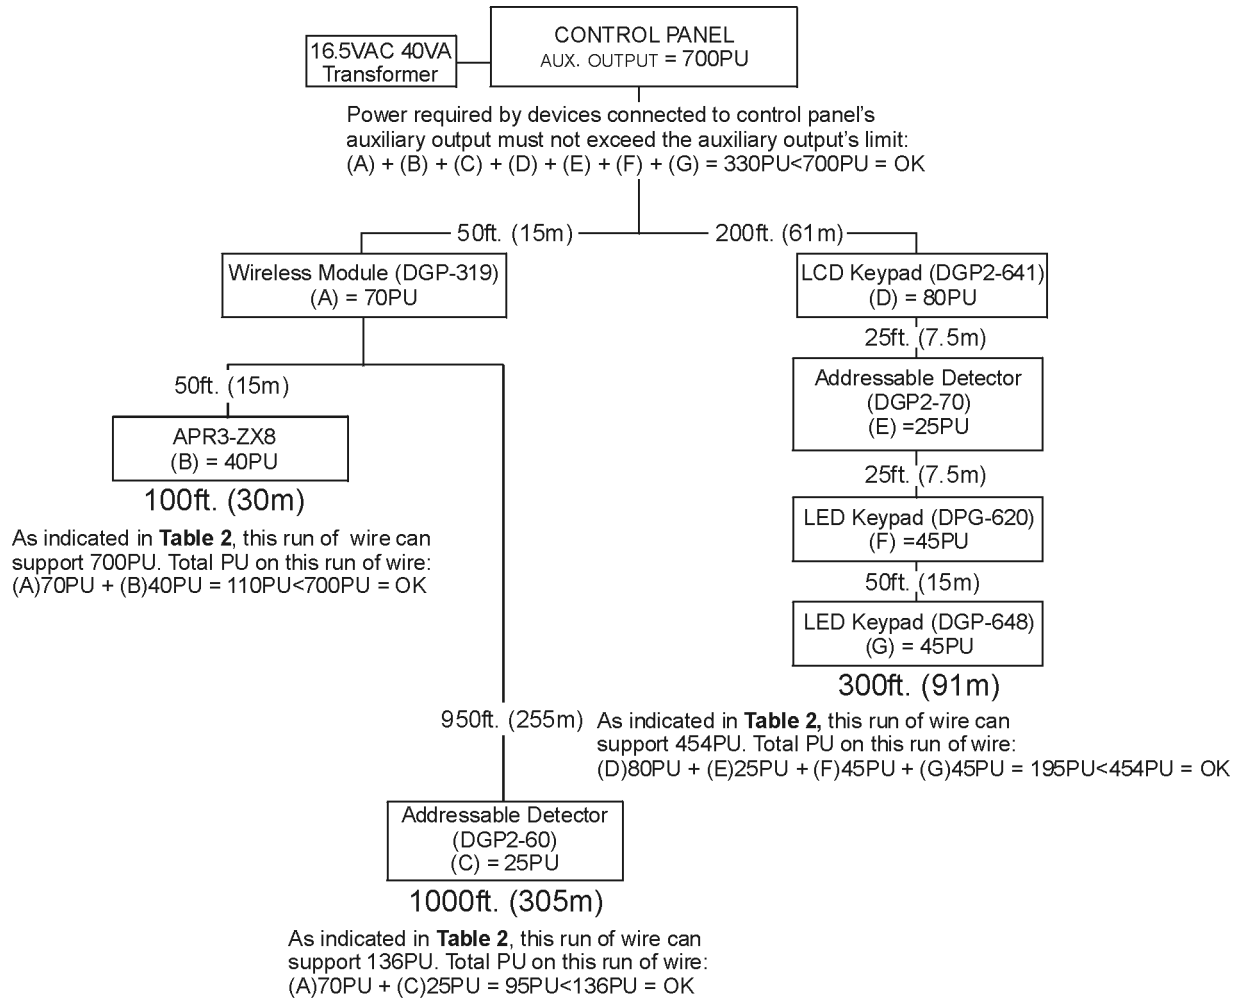 16.5VAC 40VA
Transformer
CONTROL PANEL
AUX. OUTPUT = 700PU
Power required by devices connected to control panel's
auxiliary output must not exceed the auxiliary output's limit:
(A) + (B) + (C) + (D) + (E) + (F) + (G) = 330PU<700PU = OK
50ft. (15m)
200ft. (61m)
Wireless Module (DGP-319)
(A) = 70PU
LCD Keypad (DGP2-641)
(D) = 80PU
25ft. (7.5m)
Addressable Detector
(DGP2-70)
(E) =25PU
25ft. (7.5m)
LED Keypad (DPG-620)
(F) =45PU
50ft. (15m)
LED Keypad (DGP-648)
(G) = 45PU
300ft. (91m)
As indicated in Table 2, this run of wire can
support 454PU. Total PU on this run of wire:
(D)80PU + (E)25PU + (F)45PU + (G)45PU = 195PU<454PU = OK
50ft. (15m)
APR3-ZX8
(B) = 40PU
100ft. (30m)
As indicated in Table 2, this run of wire can
support 700PU. Total PU on this run of wire:
(A)70PU + (B)40PU = 110PU<700PU = OK
950ft. (255m)
Addressable Detector
(DGP2-60)
(C) = 25PU
1000ft. (305m)
As indicated in Table 2, this run of wire can
support 136PU. Total PU on this run of wire:
(A)70PU + (C)25PU = 95PU<136PU = OK